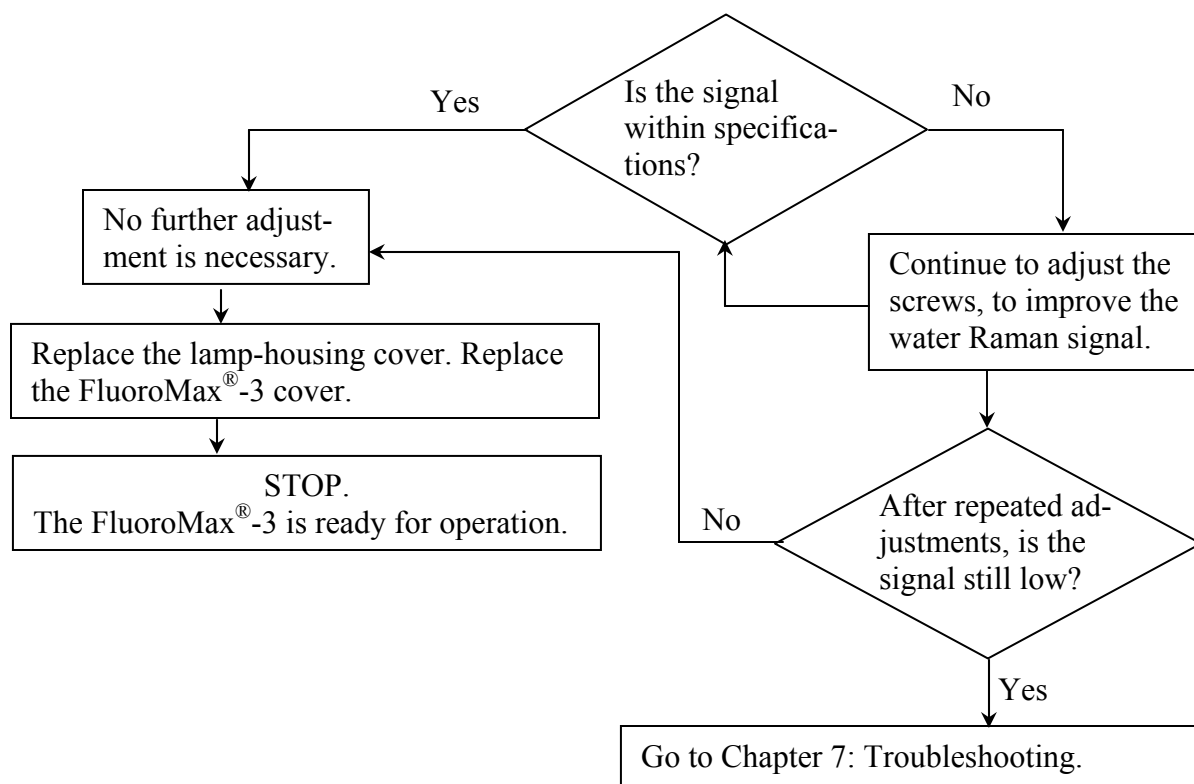 Is the signal
within specifica-
tions?
Yes
No
No further adjust-
ment is necessary.
Continue to adjust the
screws, to improve the
water Raman signal.
Replace the lamp-housing cover. Replace
the FluoroMax®-3 cover.
STOP.
The FluoroMax®-3 is ready for operation.
After repeated ad-
justments, is the
signal still low?
No
Yes
Go to Chapter 7: Troubleshooting.